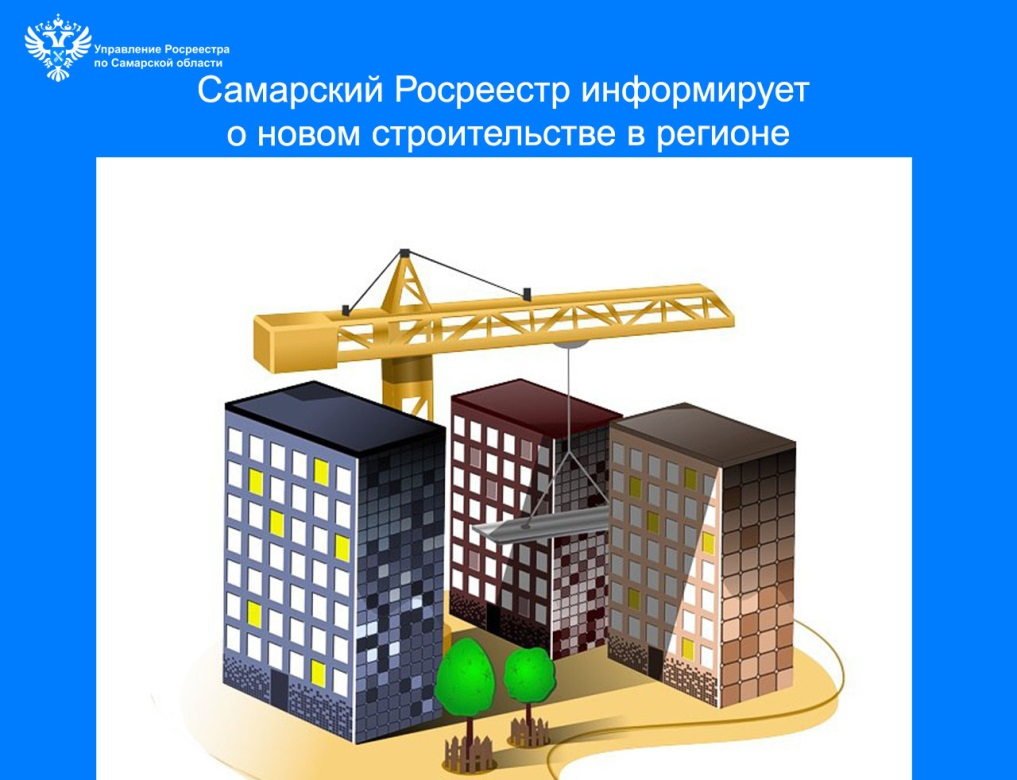 Управление Росреестра
по Самарской области
Самарский Росреестр информирует
о новом строительстве в регионе